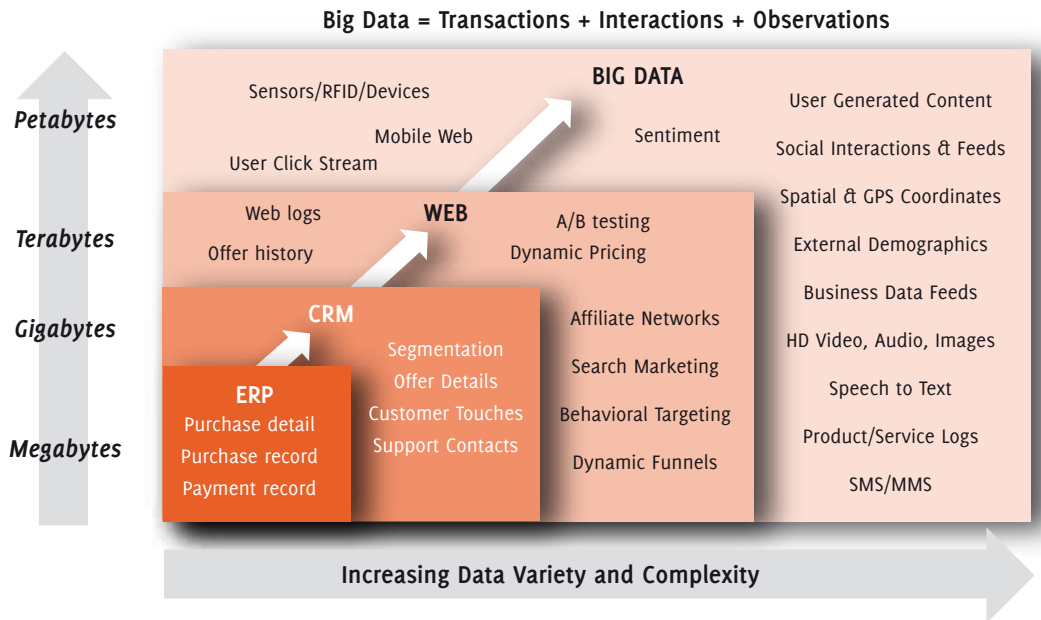 Big Data = Transactions + Interactions + Observations
Petabytes
Terabytes
Gigabytes
Megabytes
BIG DATA
Sensors/RFID/Devices
Mobile Web
User Click Stream
Sentiment
User Generated Content
Social Interactions & Feeds
Spatial & GPS Coordinates
External Demographics
Business Data Feeds
HD Video, Audio, Images
Speech to Text
Product/Service Logs
SMS/MMS
WEB
Web logs
Offer history
A/B testing
Dynamic Pricing
Affiliate Networks
Search Marketing
Behavioral Targeting
Dynamic Funnels
CRM
Segmentation
Offer Details
Customer Touches
Support Contacts
ERP
Purchase detail
Purchase record
Payment record
Increasing Data Variety and Complexity